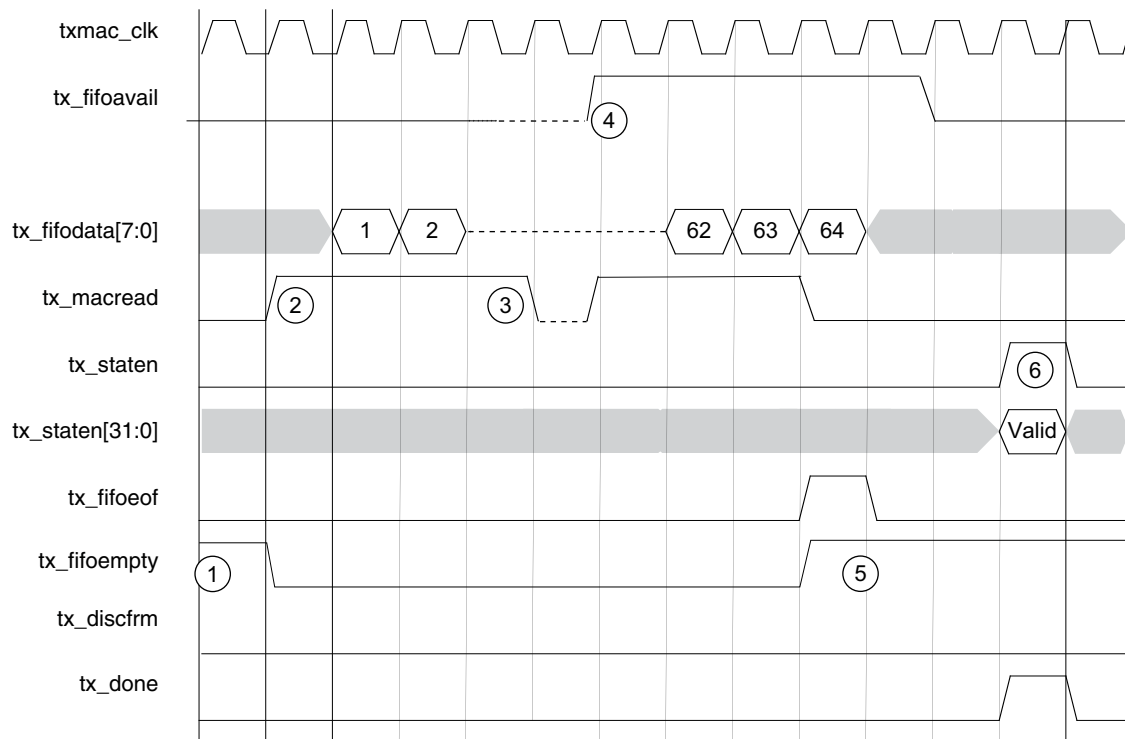 txmac_clk
tx_fifoavail
4
tx_fifodata[7:0]
1 2 62 63 64
tx_macread
2 3
tx_staten
6
tx_staten[31:0]
Valid
tx_fifoeof
tx_fifoempty
1 5
tx_discfrm
tx_done